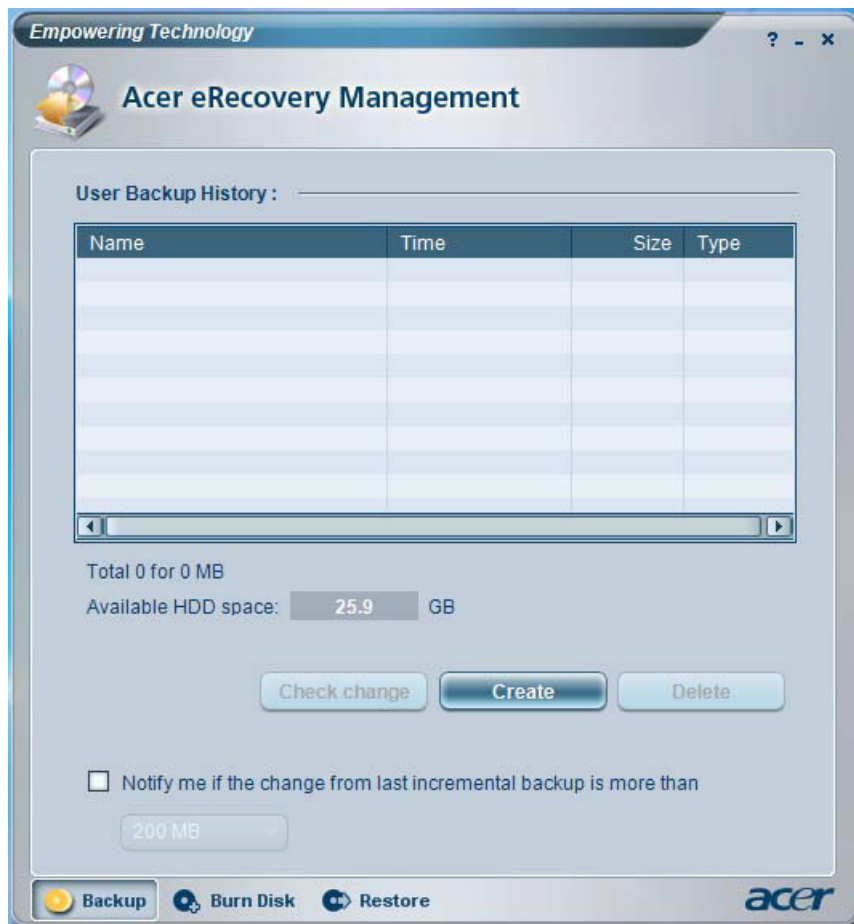 Empowering Technology
? - x
Acer eRecovery Management
User Backup History :
Name Time Size Type
Total 0 for 0 MB
Available HDD space: 25.9 GB
Check change Create Delete
Notify me if the change from last incremental backup is more than
200 MB
Backup Burn Disk Restore acer